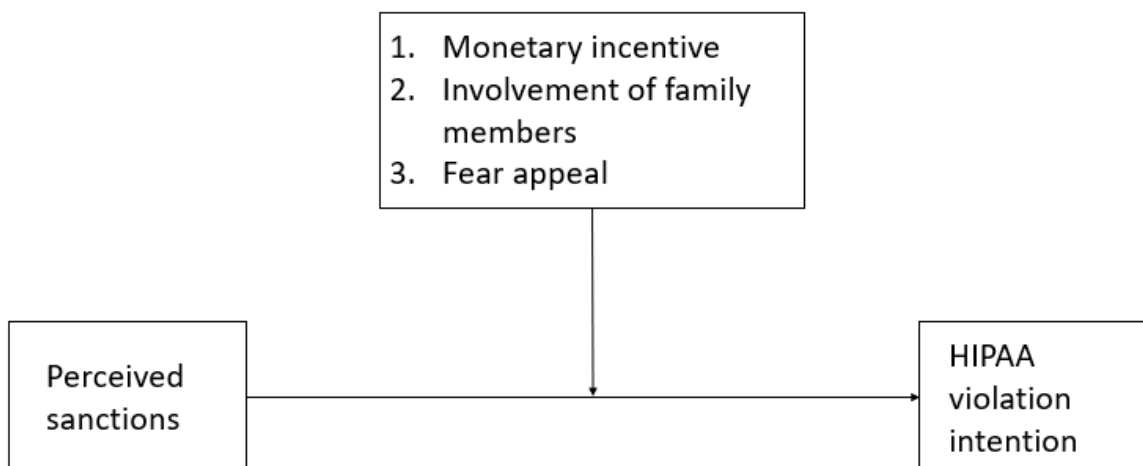 1. Monetary incentive
2. Involvement of family
members
3. Fear appeal
Perceived
sanctions
HIPAA
violation
intention